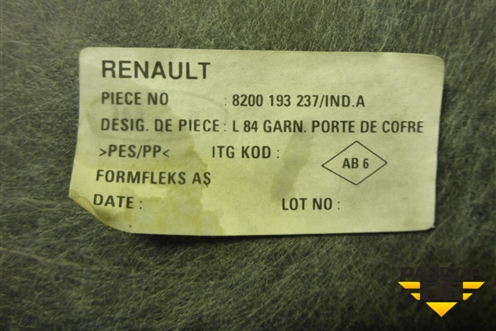 RENAULT
PIECE NO : 8200 193 237/IND.A
DESIG. DE PIECE : L 84 GARN. PORTE DE COFRE
>PES/PP< ITG KOD : AB 6
FORMFLEKS AŞ
DATE : LOT NO :